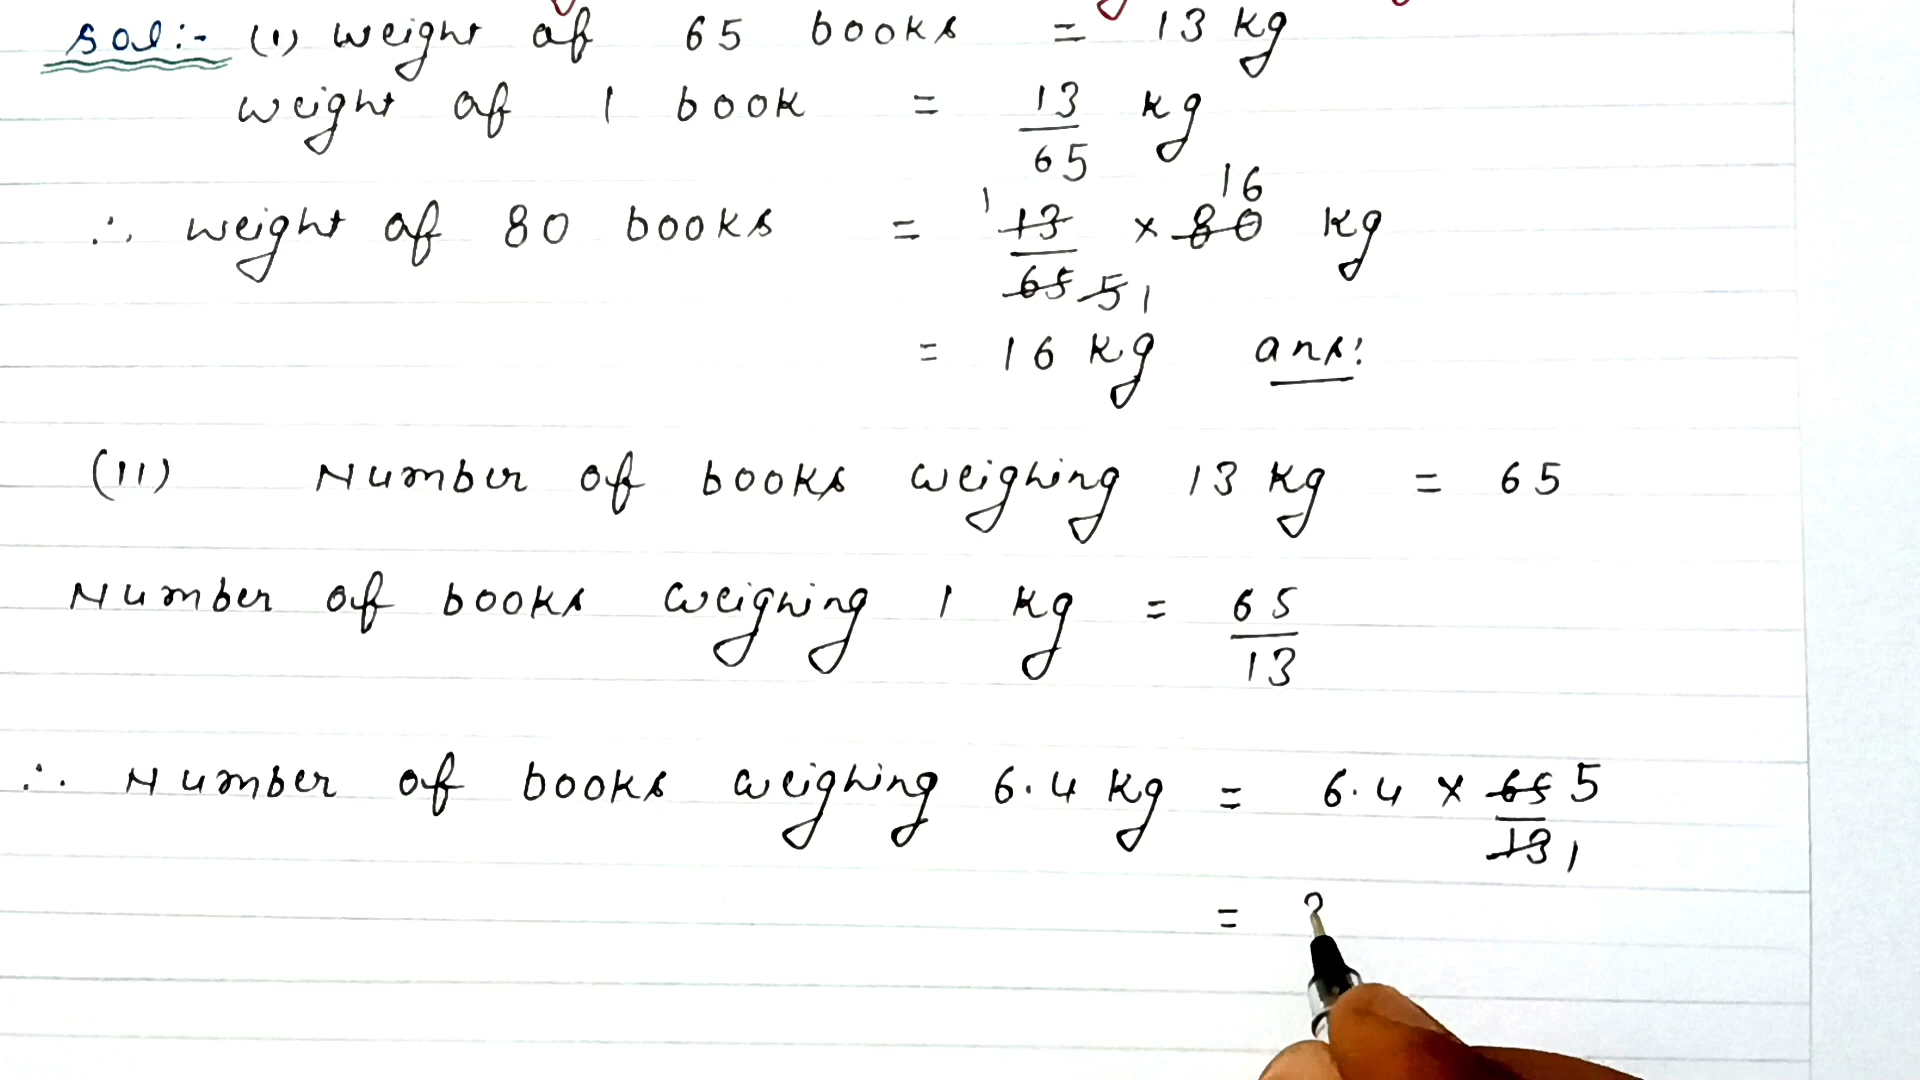 Sol:- (i) weight of 65 books = 13 kg
weight of 1 book = 13/65 kg
∴ weight of 80 books = 1 13/65 5 1 × 80 16 kg
= 16 kg ans:
(ii) Number of books weighing 13 kg = 65
Number of books weighing 1 kg = 65/13
∴ Number of books weighing 6.4 kg = 6.4 × 65 5/13 1
=